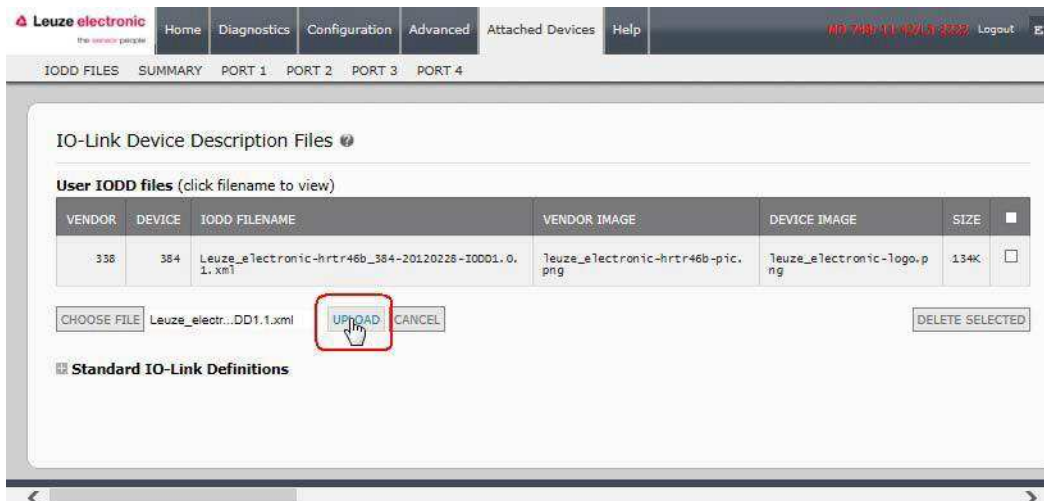 Leuze electronic
the sensor people
Home Diagnostics Configuration Advanced Attached Devices Help Logout
IODD FILES SUMMARY PORT 1 PORT 2 PORT 3 PORT 4
IO-Link Device Description Files
User IODD files (click filename to view)
VENDOR DEVICE IODD FILENAME VENDOR IMAGE DEVICE IMAGE SIZE
338 384 Leuze_electronic-hrtr46b_384-20120228-IODD1.0.1.xml leuze_electronic-hrtr46b-pic.png leuze_electronic-logo.png 134K
CHOOSE FILE Leuze_electr...DD1.1.xml UPLOAD CANCEL DELETE SELECTED
Standard IO-Link Definitions